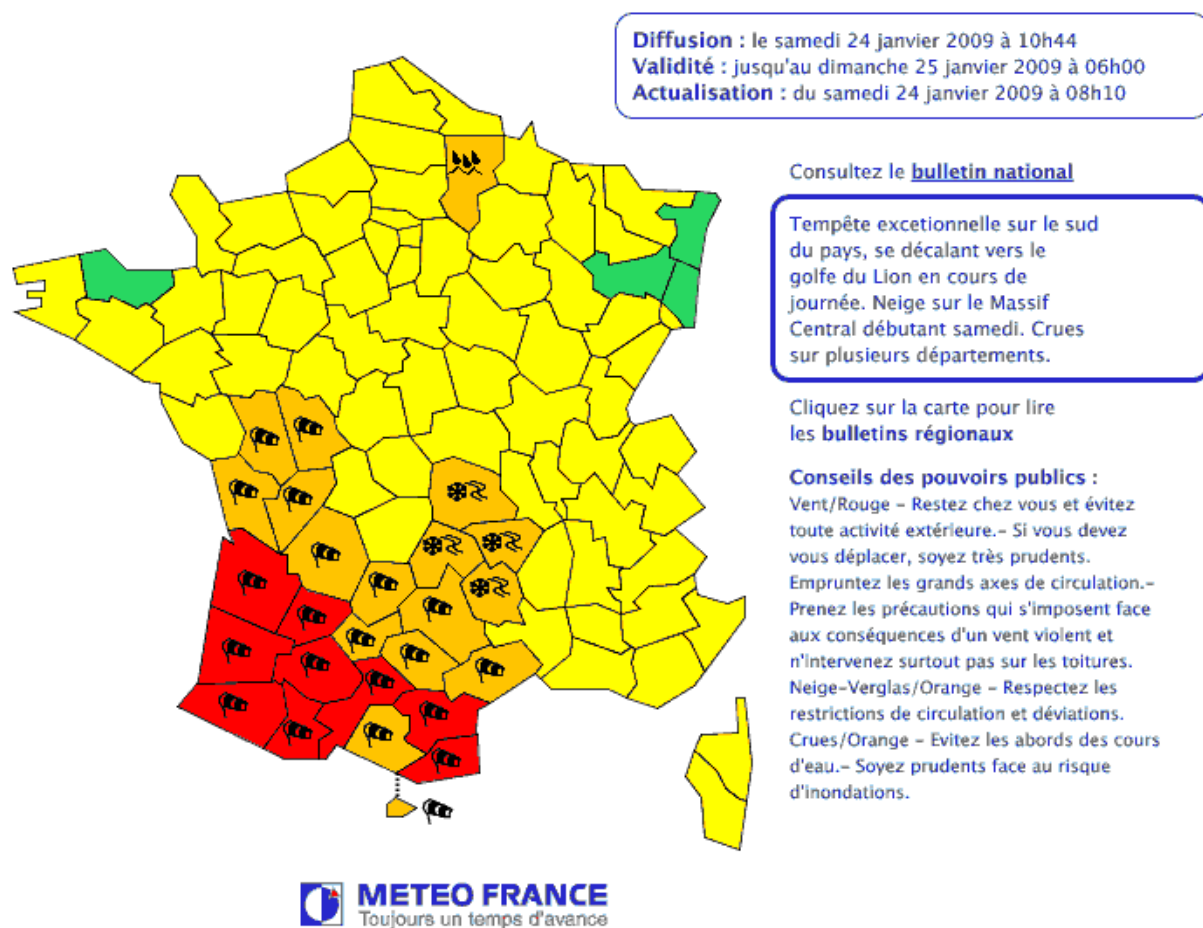 Diffusion : le samedi 24 janvier 2009 à 10h44
Validité : jusqu'au dimanche 25 janvier 2009 à 06h00
Actualisation : du samedi 24 janvier 2009 à 08h10
Consultez le bulletin national
Tempête excetionnelle sur le sud
du pays, se décalant vers le
golfe du Lion en cours de
journée. Neige sur le Massif
Central débutant samedi. Crues
sur plusieurs départements.
Cliquez sur la carte pour lire
les bulletins régionaux
Conseils des pouvoirs publics :
Vent/Rouge – Restez chez vous et évitez
toute activité extérieure.– Si vous devez
vous déplacer, soyez très prudents.
Empruntez les grands axes de circulation.–
Prenez les précautions qui s'imposent face
aux conséquences d'un vent violent et
n'intervenez surtout pas sur les toitures.
Neige–Verglas/Orange – Respectez les
restrictions de circulation et déviations.
Crues/Orange – Evitez les abords des cours
d'eau.– Soyez prudents face au risque
d'inondations.
METEO FRANCE
Toujours un temps d'avance